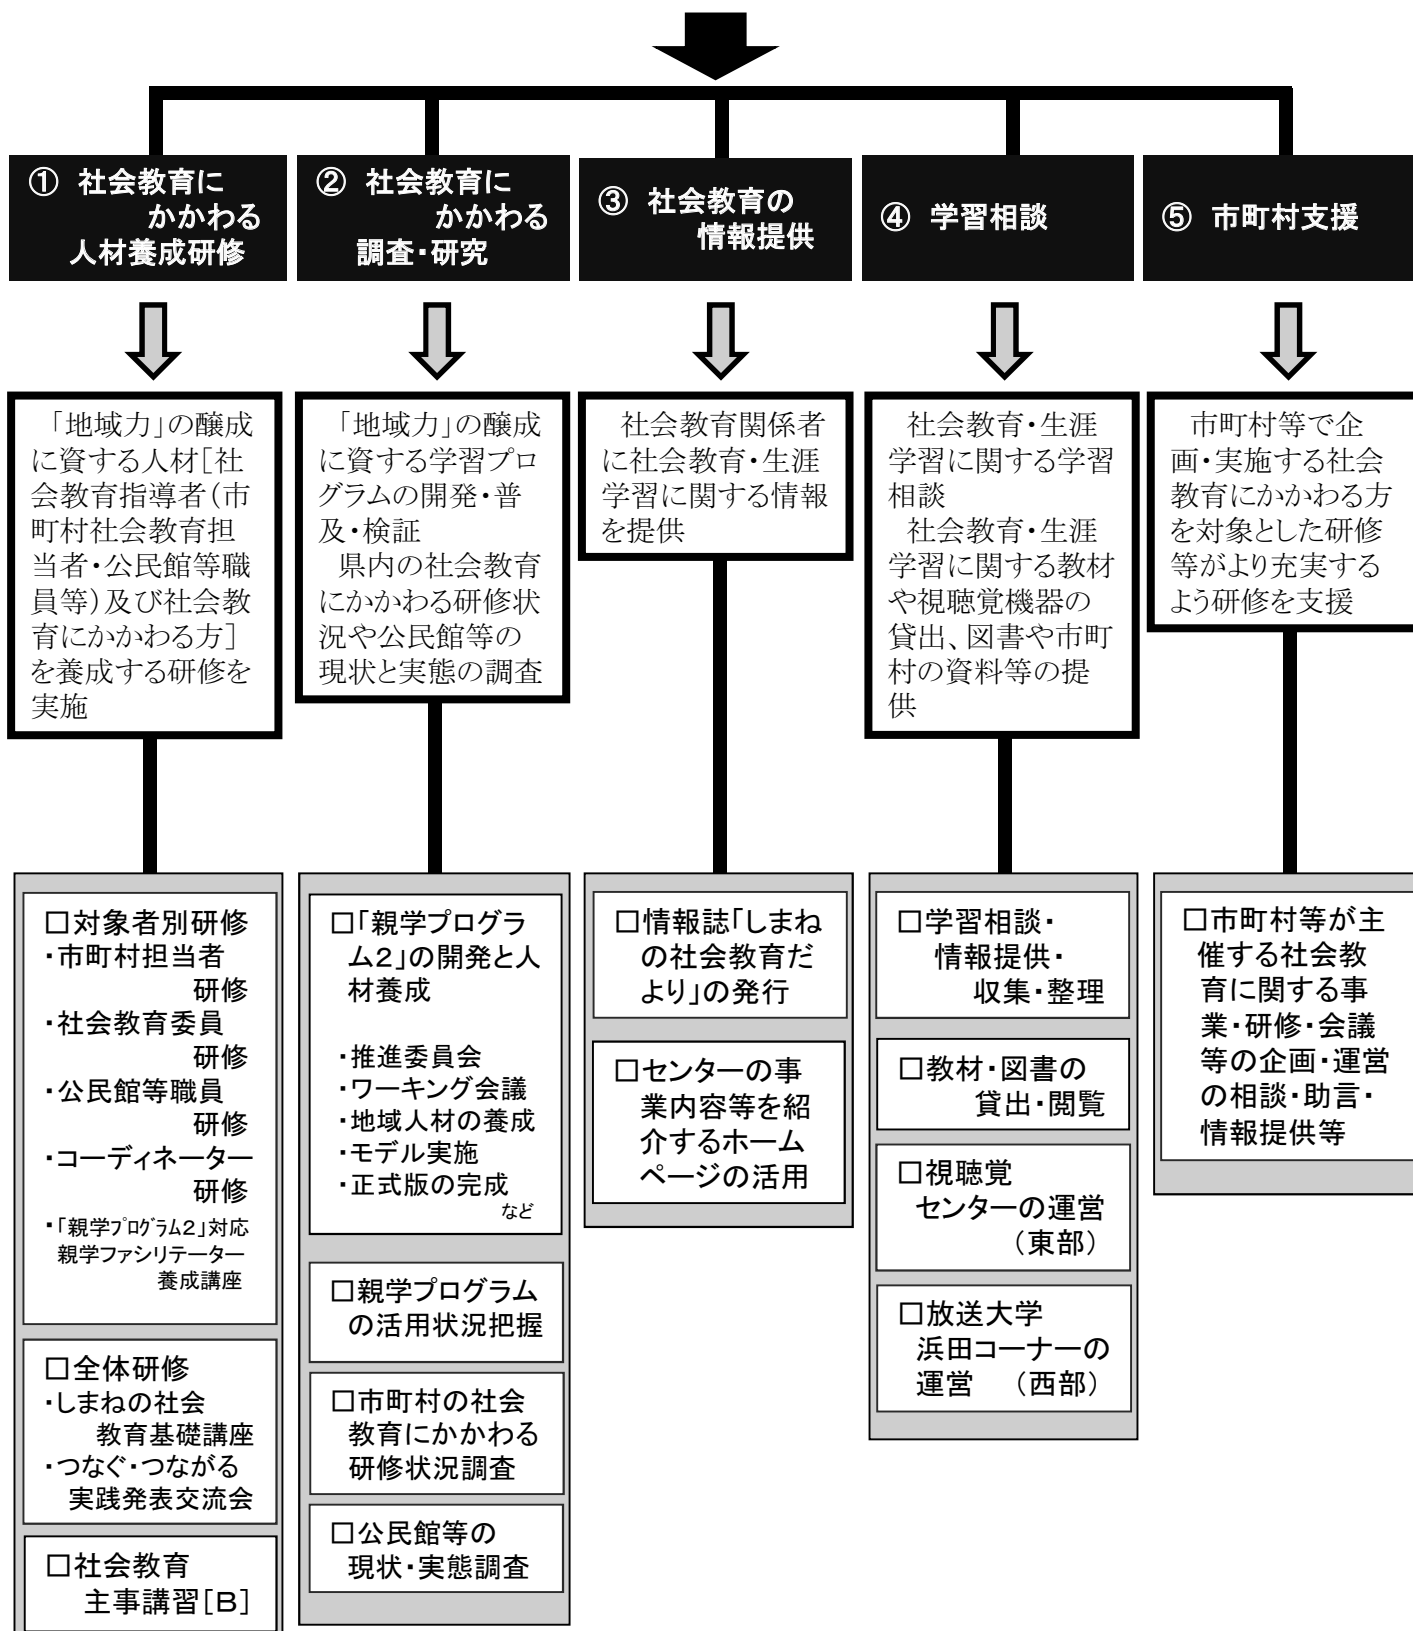 ① 社会教育に
かかわる
人材養成研修
② 社会教育に
かかわる
調査・研究
③ 社会教育の
情報提供
④ 学習相談
⑤ 市町村支援
「地域力」の醸成
に資する人材[社
会教育指導者(市
町村社会教育担
当者・公民館等職
員等)及び社会教
育にかかわる方]
を養成する研修を
実施
「地域力」の醸成
に資する学習プロ
グラムの開発・普
及・検証
県内の社会教育
にかかわる研修状
況や公民館等の
現状と実態の調査
社会教育関係者
に社会教育・生涯
学習に関する情報
を提供
社会教育・生涯
学習に関する学習
相談
社会教育・生涯
学習に関する教材
や視聴覚機器の
貸出、図書や市町
村の資料等の提
供
市町村等で企
画・実施する社会
教育にかかわる方
を対象とした研修
等がより充実する
よう研修を支援
□対象者別研修
・市町村担当者
研修
・社会教育委員
研修
・公民館等職員
研修
・コーディネーター
研修
・「親学プログラム2」対応
親学ファシリテーター
養成講座
□全体研修
・しまねの社会
教育基礎講座
・つなぐ・つながる
実践発表交流会
□社会教育
主事講習[B]
□「親学プログラ
ム2」の開発と人
材養成
・推進委員会
・ワーキング会議
・地域人材の養成
・モデル実施
・正式版の完成
など
□親学プログラム
の活用状況把握
□市町村の社会
教育にかかわる
研修状況調査
□公民館等の
現状・実態調査
□情報誌「しまね
の社会教育だ
より」の発行
□センターの事
業内容等を紹
介するホーム
ページの活用
□学習相談・
情報提供・
収集・整理
□教材・図書の
貸出・閲覧
□視聴覚
センターの運営
(東部)
□放送大学
浜田コーナーの
運営 (西部)
□市町村等が主
催する社会教
育に関する事
業・研修・会議
等の企画・運営
の相談・助言・
情報提供等